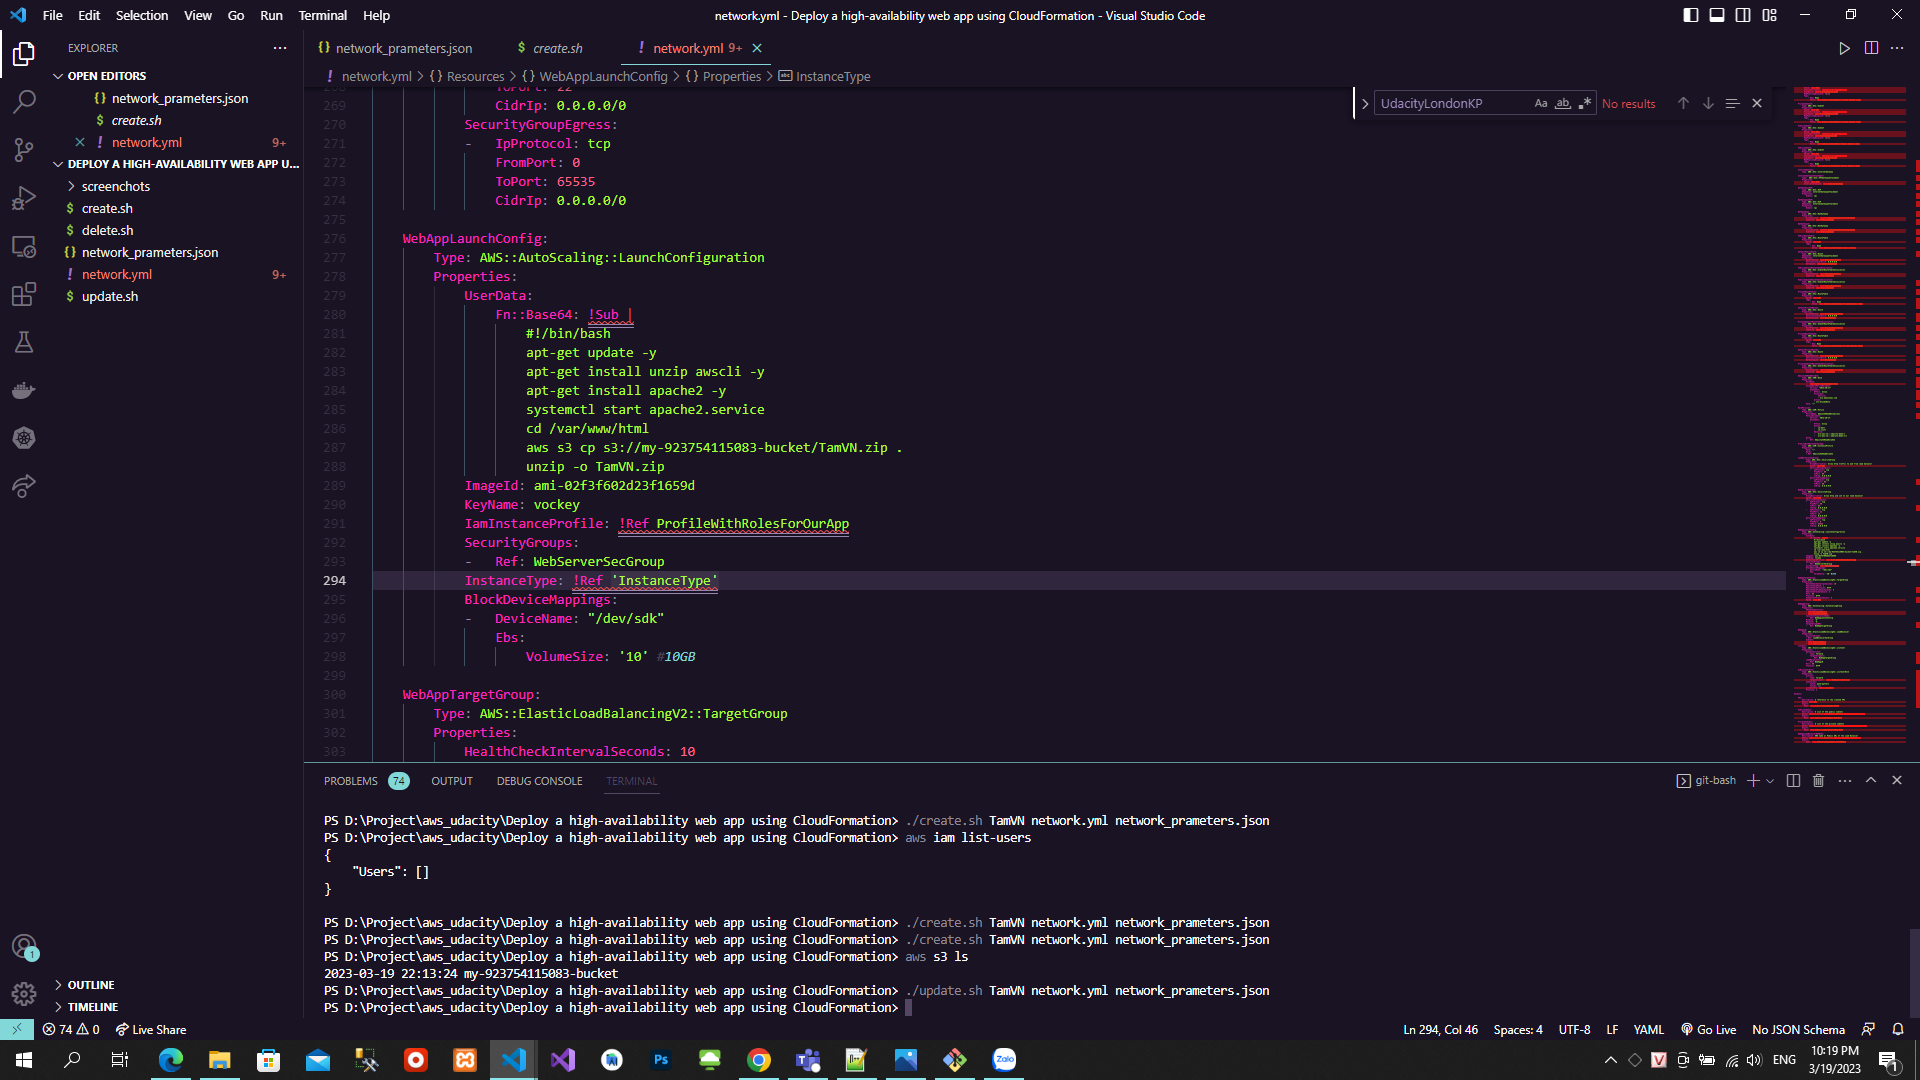 File Edit Selection View Go Run Terminal Help
network.yml - Deploy a high-availability web app using CloudFormation - Visual Studio Code
EXPLORER
OPEN EDITORS
{} network_prameters.json
$ create.sh
! network.yml 9+
DEPLOY A HIGH-AVAILABILITY WEB APP U...
screenchots
$ create.sh
$ delete.sh
{} network_prameters.json
! network.yml 9+
$ update.sh
OUTLINE
TIMELINE
{} network_prameters.json $ create.sh ! network.yml 9+
! network.yml > {} Resources > {} WebAppLaunchConfig > {} Properties > InstanceType
UdacityLondonKP Aa ab No results
268 ToPort: 22
269 CidrIp: 0.0.0.0/0
270 SecurityGroupEgress:
271 - IpProtocol: tcp
272 FromPort: 0
273 ToPort: 65535
274 CidrIp: 0.0.0.0/0
275
276 WebAppLaunchConfig:
277 Type: AWS::AutoScaling::LaunchConfiguration
278 Properties:
279 UserData:
280 Fn::Base64: !Sub |
281 #!/bin/bash
282 apt-get update -y
283 apt-get install unzip awscli -y
284 apt-get install apache2 -y
285 systemctl start apache2.service
286 cd /var/www/html
287 aws s3 cp s3://my-923754115083-bucket/TamVN.zip .
288 unzip -o TamVN.zip
289 ImageId: ami-02f3f602d23f1659d
290 KeyName: vockey
291 IamInstanceProfile: !Ref ProfileWithRolesForOurApp
292 SecurityGroups:
293 - Ref: WebServerSecGroup
294 InstanceType: !Ref 'InstanceType'
295 BlockDeviceMappings:
296 - DeviceName: "/dev/sdk"
297 Ebs:
298 VolumeSize: '10' #10GB
299
300 WebAppTargetGroup:
301 Type: AWS::ElasticLoadBalancingV2::TargetGroup
302 Properties:
303 HealthCheckIntervalSeconds: 10
PROBLEMS 74 OUTPUT DEBUG CONSOLE TERMINAL
git-bash
PS D:\Project\aws_udacity\Deploy a high-availability web app using CloudFormation> ./create.sh TamVN network.yml network_prameters.json
PS D:\Project\aws_udacity\Deploy a high-availability web app using CloudFormation> aws iam list-users
{
"Users": []
}
PS D:\Project\aws_udacity\Deploy a high-availability web app using CloudFormation> ./create.sh TamVN network.yml network_prameters.json
PS D:\Project\aws_udacity\Deploy a high-availability web app using CloudFormation> ./create.sh TamVN network.yml network_prameters.json
PS D:\Project\aws_udacity\Deploy a high-availability web app using CloudFormation> aws s3 ls
2023-03-19 22:13:24 my-923754115083-bucket
PS D:\Project\aws_udacity\Deploy a high-availability web app using CloudFormation> ./update.sh TamVN network.yml network_prameters.json
PS D:\Project\aws_udacity\Deploy a high-availability web app using CloudFormation>
1
74 0 Live Share
Ln 294, Col 46 Spaces: 4 UTF-8 LF YAML Go Live No JSON Schema
Ps
Zalo
V
ENG
10:19 PM
3/19/2023
1